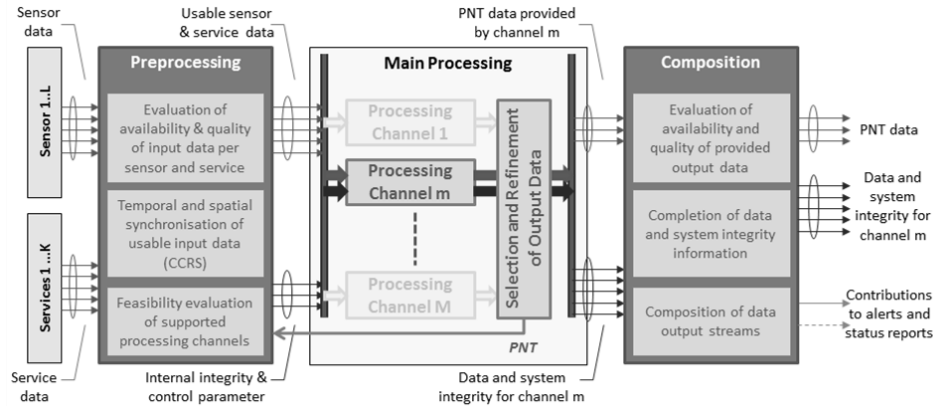 Sensor
data
Usable sensor
& service data
PNT data provided
by channel m
Sensor 1..L
Services 1 ...K
Preprocessing
Evaluation of
availability & quality
of input data per
sensor and service
Temporal and spatial
synchronisation of
usable input data
(CCRS)
Feasibility evaluation
of supported
processing channels
Main Processing
Processing
Channel 1
Processing
Channel m
Processing
Channel M
Selection and Refinement
of Output Data
PNT
Composition
Evaluation of
availability and
quality of provided
output data
Completion of data
and system integrity
information
Composition of data
output streams
PNT data
Data and
system
integrity for
channel m
Contributions
to alerts and
status reports
Service
data
Internal integrity &
control parameter
Data and system
integrity for channel m